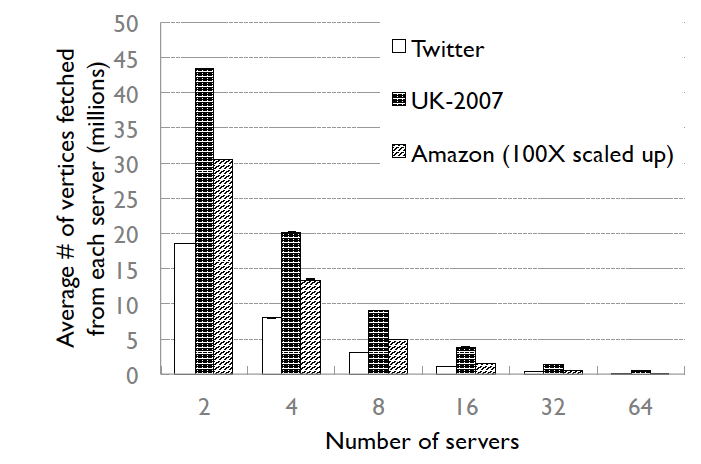 50
45
40
35
30
25
20
15
10
5
0
Average # of vertices fetched
from each server (millions)
Twitter
UK-2007
Amazon (100X scaled up)
2 4 8 16 32 64
Number of servers